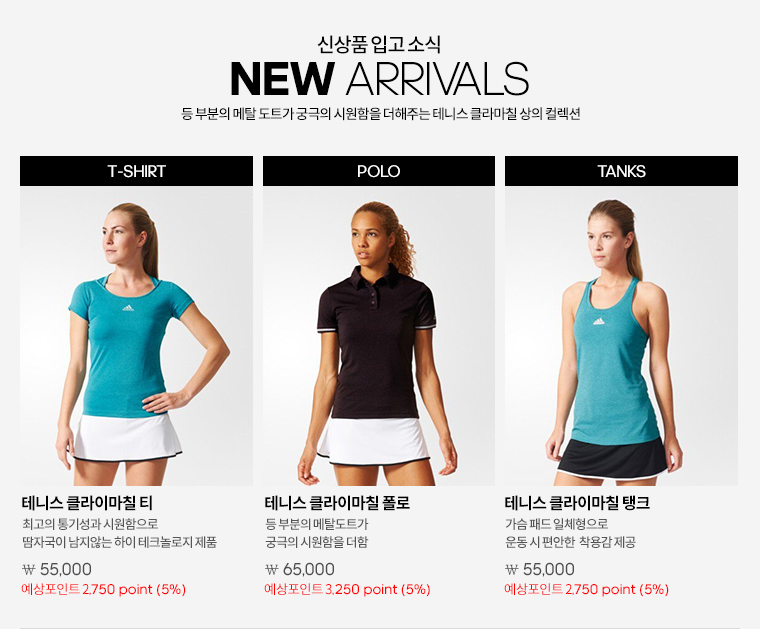 신상품 입고 소식
NEW ARRIVALS
등 부분의 메탈 도트가 궁극의 시원함을 더해주는 테니스 클라마칠 상의 컬렉션
T-SHIRT
POLO
TANKS
테니스 클라이마칠 티
최고의 통기성과 시원함으로
땀자국이 남지않는 하이 테크놀로지 제품
₩ 55,000
예상포인트 2,750 point (5%)
테니스 클라이마칠 폴로
등 부분의 메탈도트가
궁극의 시원함을 더함
₩ 65,000
예상포인트 3,250 point (5%)
테니스 클라이마칠 탱크
가슴 패드 일체형으로
운동 시 편안한 착용감 제공
₩ 55,000
예상포인트 2,750 point (5%)